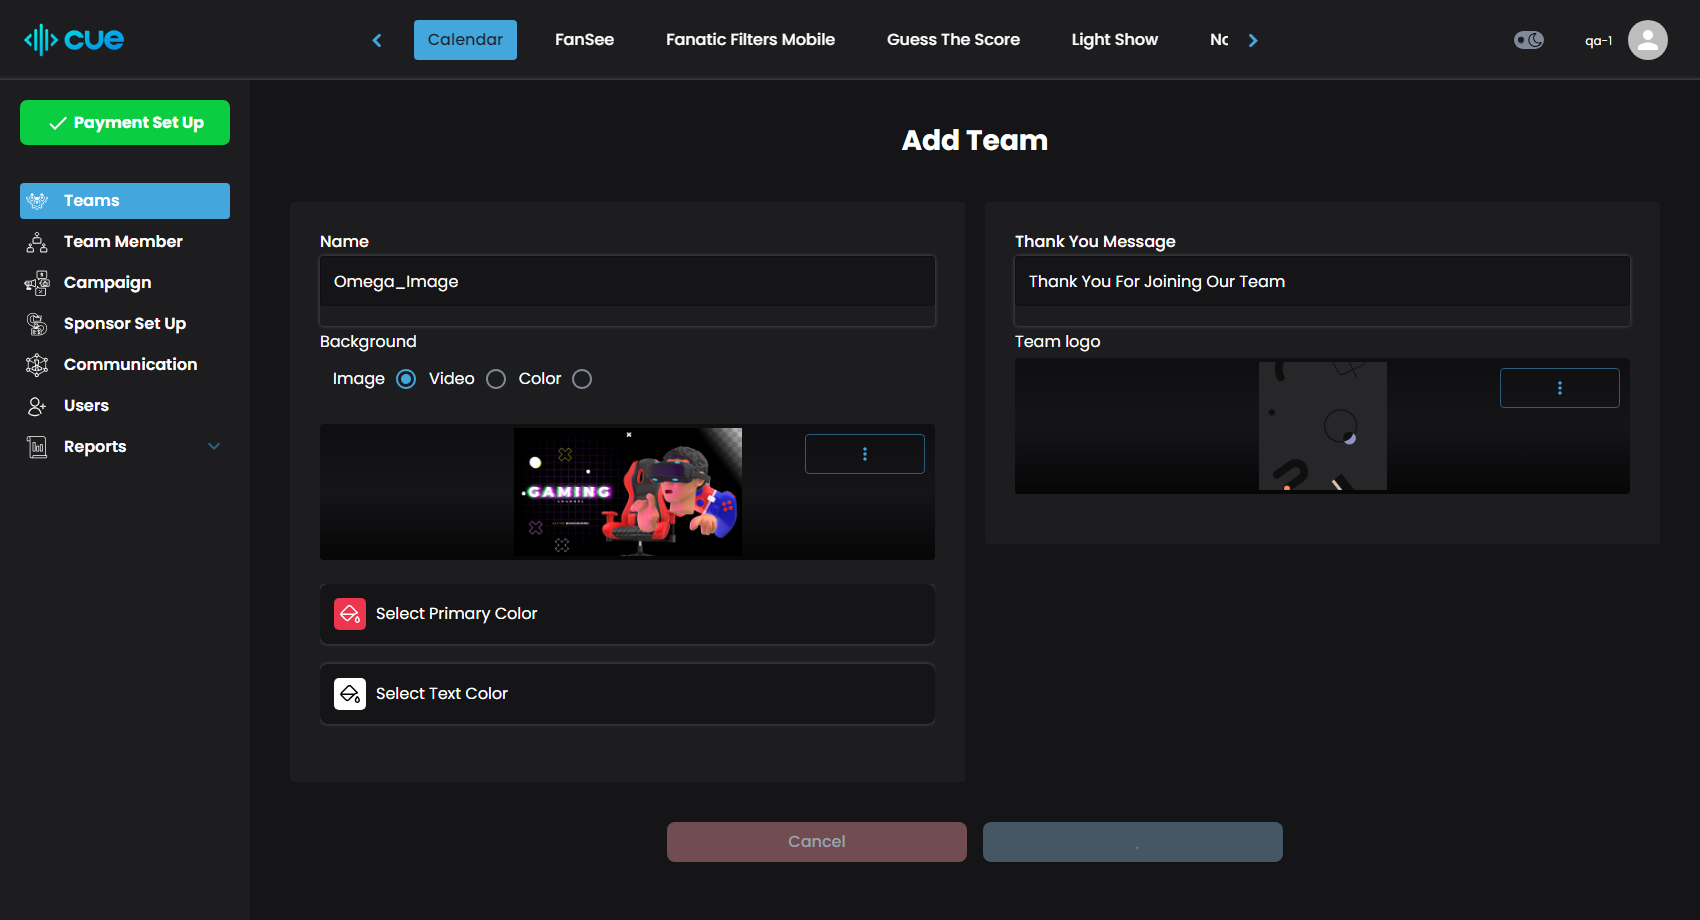 cue
Calendar
FanSee
Fanatic Filters Mobile
Guess The Score
Light Show
qa-1
Payment Set Up
Teams
Team Member
Campaign
Sponsor Set Up
Communication
Users
Reports
Add Team
Name
Omega_Image
Background
Image
Video
Color
GAMING
CHANNEL
Select Primary Color
Select Text Color
Thank You Message
Thank You For Joining Our Team
Team logo
Cancel